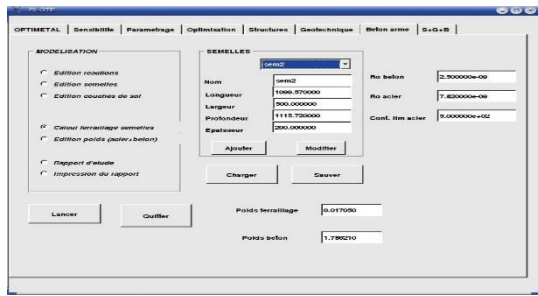 PILOTE
OPTIMETAL Sensibilite Parametrage Optimisation Structures Geotechnique Beton arme S+G+B
MODELISATION
Edition reactions
Edition semelles
Edition couches de sol
Calcul ferraillage semelles
Edition poids (acier+beton)
Rapport d'etude
Impression du rapport
SEMELLES
sem2
Nom sem2
Longueur 1099.570000
Largeur 500.000000
Profondeur 1115.720000
Epaisseur 200.000000
Ajouter Modifier
Ro beton 2.500000e-09
Ro acier 7.820000e-09
Cont. lim acier 5.000000e+02
Charger Sauver
Lancer Quitter
Poids ferraillage 0.017050
Poids beton 1.786210